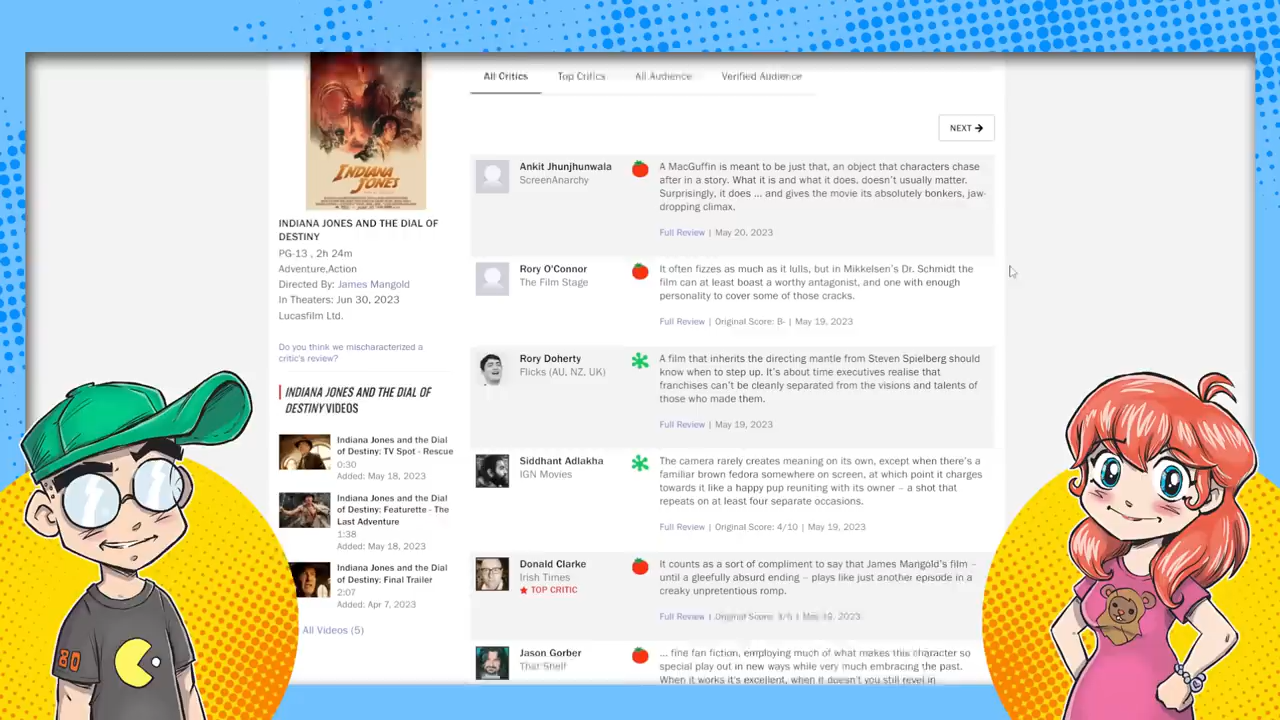 All Critics
Top Critics
All Audience
Verified Audience
NEXT →
INDIANA JONES
INDIANA JONES AND THE DIAL OF
DESTINY
PG-13 , 2h 24m
Adventure,Action
Directed By: James Mangold
In Theaters: Jun 30, 2023
Lucasfilm Ltd.
Do you think we mischaracterized a
critic's review?
INDIANA JONES AND THE DIAL OF
DESTINY VIDEOS
Indiana Jones and the Dial
of Destiny: TV Spot - Rescue
0:30
Added: May 18, 2023
Indiana Jones and the Dial
of Destiny: Featurette - The
Last Adventure
1:38
Added: May 18, 2023
Indiana Jones and the Dial
of Destiny: Final Trailer
2:07
Added: Apr 7, 2023
All Videos (5)
Ankit Jhunjhunwala
ScreenAnarchy
A MacGuffin is meant to be just that, an object that characters chase
after in a story. What it is and what it does, doesn't usually matter.
Surprisingly, it does ... and gives the movie its absolutely bonkers, jaw-
dropping climax.
Full Review | May 20, 2023
Rory O'Connor
The Film Stage
It often fizzes as much as it lulls, but in Mikkelsen's Dr. Schmidt the
film can at least boast a worthy antagonist, and one with enough
personality to cover some of those cracks.
Full Review | Original Score: B- | May 19, 2023
Rory Doherty
Flicks (AU, NZ, UK)
A film that inherits the directing mantle from Steven Spielberg should
know when to step up. It's about time executives realise that
franchises can't be cleanly separated from the visions and talents of
those who made them.
Full Review | May 19, 2023
Siddhant Adlakha
IGN Movies
The camera rarely creates meaning on its own, except when there's a
familiar brown fedora somewhere on screen, at which point it charges
towards it like a happy pup reuniting with its owner – a shot that
repeats on at least four separate occasions.
Full Review | Original Score: 4/10 | May 19, 2023
Donald Clarke
Irish Times
TOP CRITIC
It counts as a sort of compliment to say that James Mangold's film –
until a gleefully absurd ending – plays like just another episode in a
creaky unpretentious romp.
Full Review | Original Score: | May 19, 2023
Jason Gorber
That Shelf
... fine fan fiction, employing much of what makes this character so
special play out in new ways while very much embracing the past.
When it works it's excellent, when it doesn't you still revel in
80